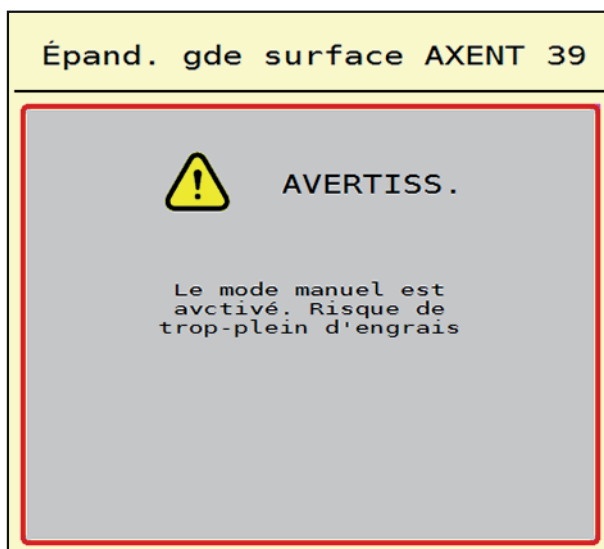 Épand. gde surface AXENT 39
AVERTISS.
Le mode manuel est
avctivé. Risque de
trop-plein d'engrais